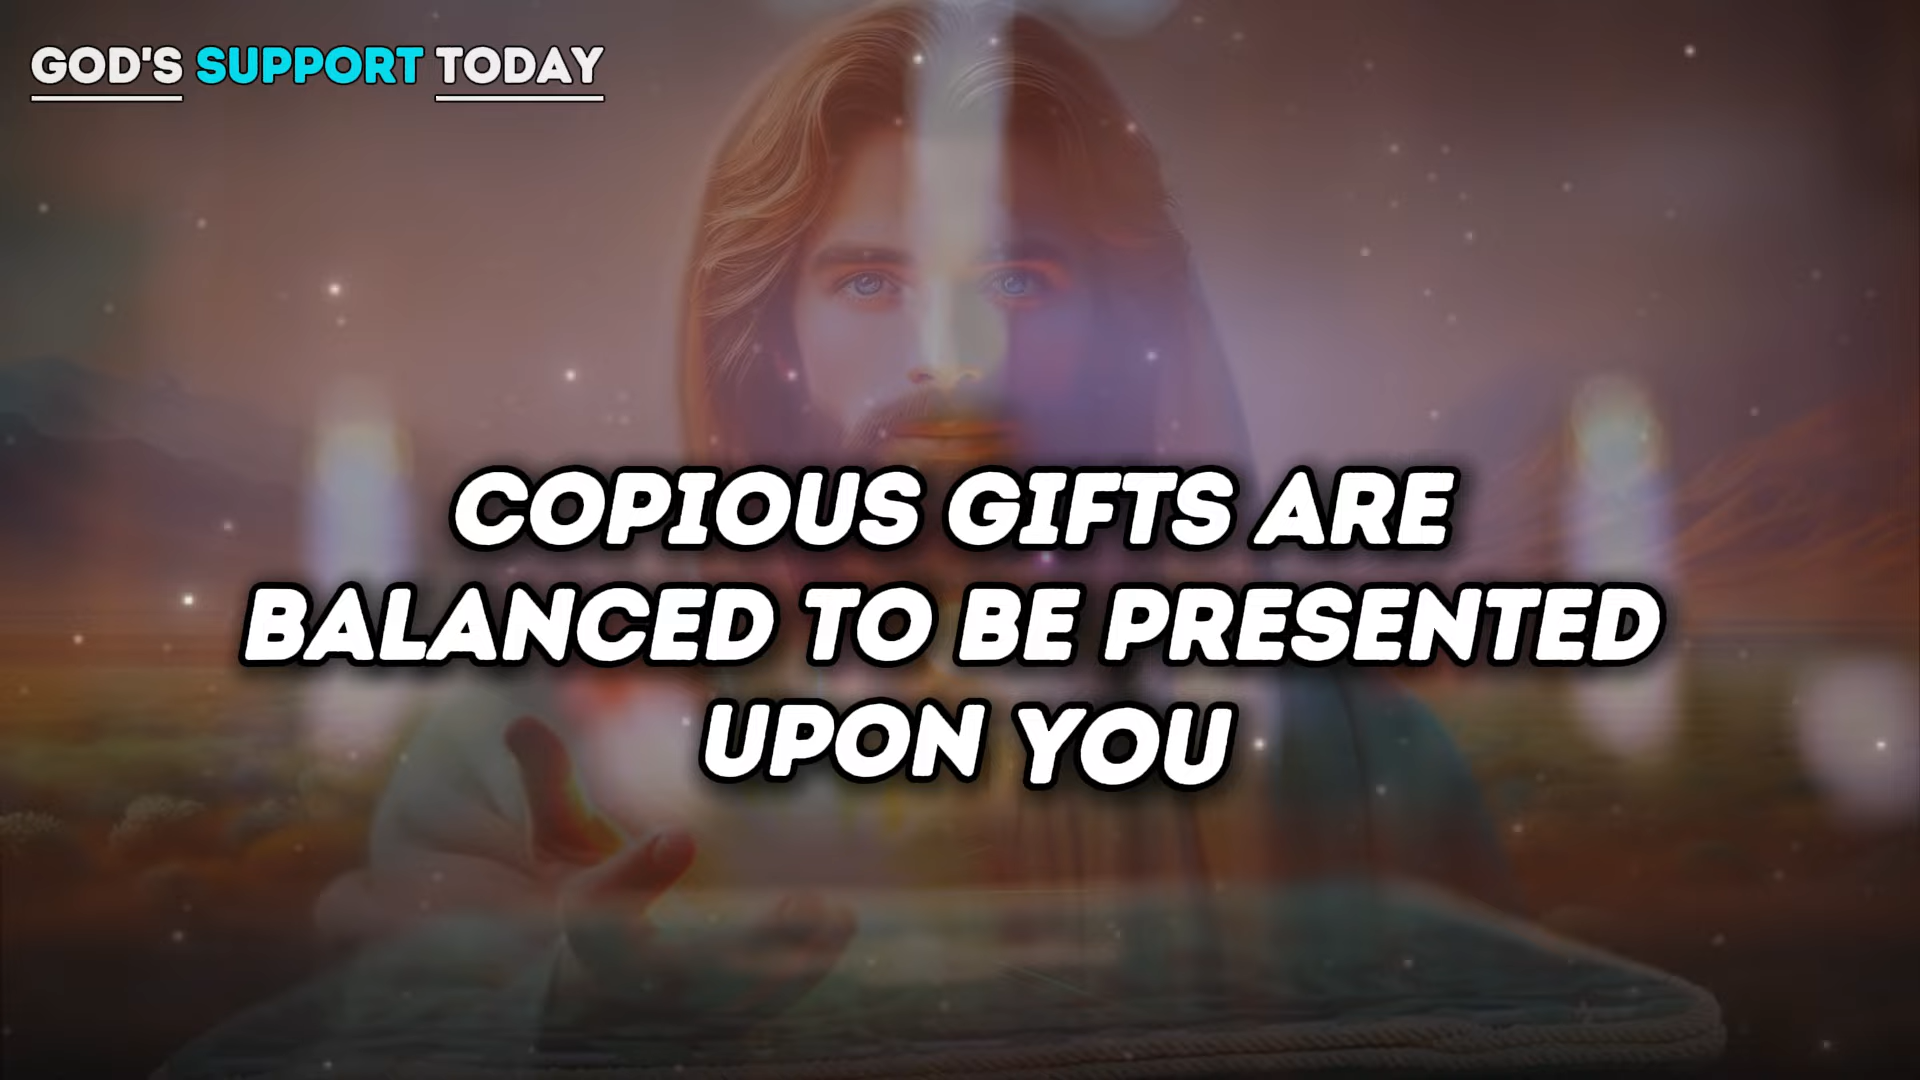 GOD'S SUPPORT TODAY
COPIOUS GIFTS ARE
BALANCED TO BE PRESENTED
UPON YOU